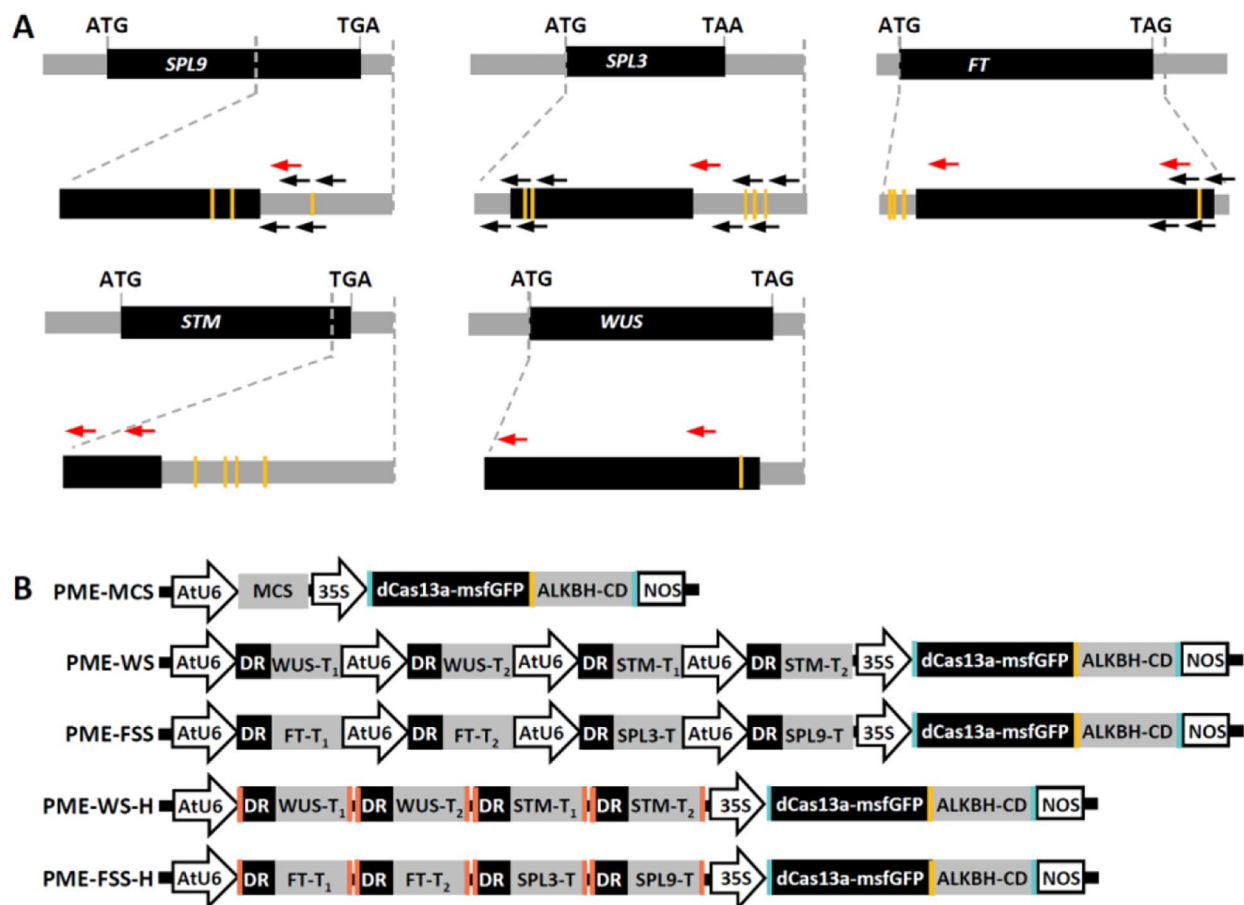 A
ATG TGA ATG TAA ATG TAG
SPL9 SPL3 FT
ATG TGA ATG TAG
STM WUS
B
PME-MCS AtU6 MCS 35S dCas13a-msfGFP ALKBH-CD NOS
PME-WS AtU6 DR WUS-T₁ AtU6 DR WUS-T₂ AtU6 DR STM-T₁ AtU6 DR STM-T₂ 35S dCas13a-msfGFP ALKBH-CD NOS
PME-FSS AtU6 DR FT-T₁ AtU6 DR FT-T₂ AtU6 DR SPL3-T AtU6 DR SPL9-T 35S dCas13a-msfGFP ALKBH-CD NOS
PME-WS-H AtU6 DR WUS-T₁ DR WUS-T₂ DR STM-T₁ DR STM-T₂ 35S dCas13a-msfGFP ALKBH-CD NOS
PME-FSS-H AtU6 DR FT-T₁ DR FT-T₂ DR SPL3-T DR SPL9-T 35S dCas13a-msfGFP ALKBH-CD NOS